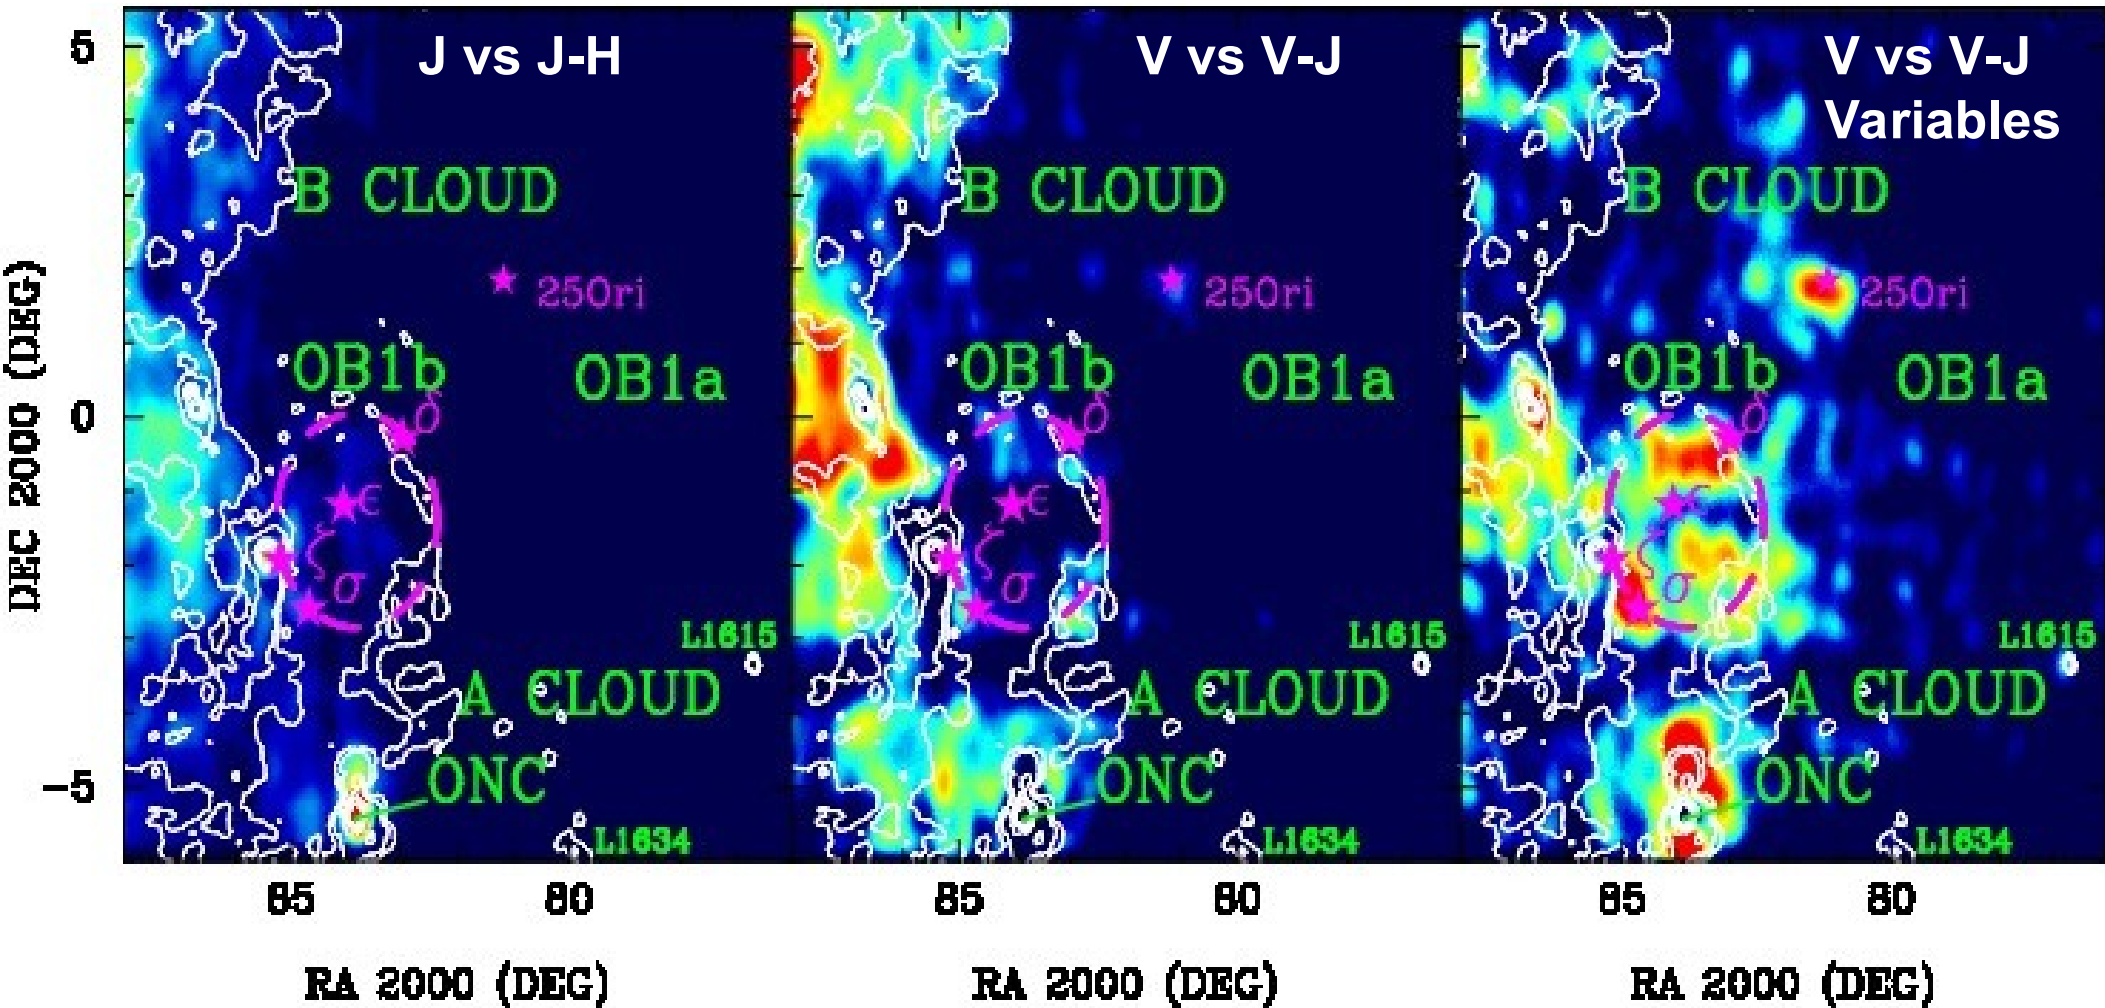 J vs J-H
5
B CLOUD
25Ori
OB1b
OB1a
δ
0
ϵ
ζ
σ
L1615
A CLOUD
ONC
-5
L1634
85 80
RA 2000 (DEG)
DEC 2000 (DEG)
V vs V-J
B CLOUD
25Ori
OB1b
OB1a
δ
ϵ
ζ
σ
L1615
A CLOUD
ONC
L1634
85 80
RA 2000 (DEG)
V vs V-J
Variables
B CLOUD
25Ori
OB1b
OB1a
δ
ϵ
ζ
σ
L1615
A CLOUD
ONC
L1634
85 80
RA 2000 (DEG)